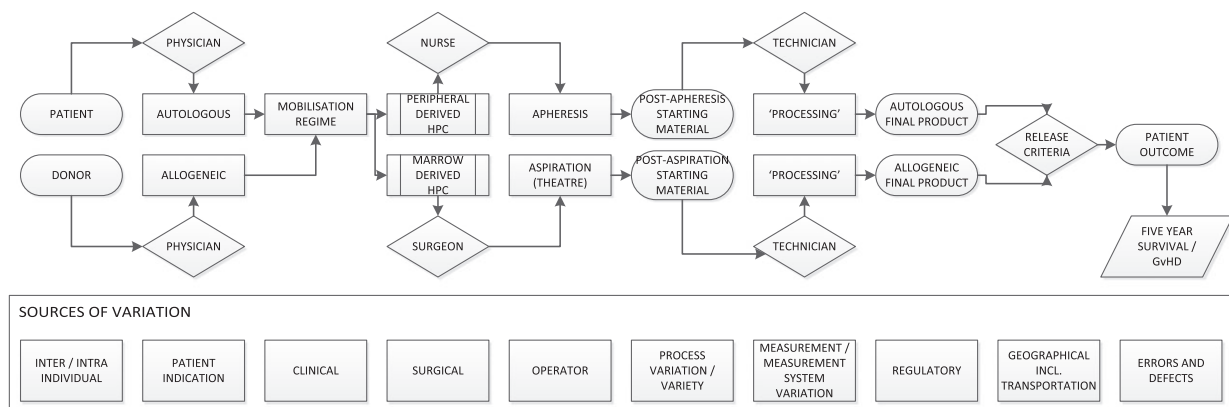 PHYSICIAN
NURSE
TECHNICIAN
PATIENT
AUTOLOGOUS
MOBILISATION
REGIME
PERIPHERAL
DERIVED
HPC
APHERESIS
POST-APHERESIS
STARTING
MATERIAL
‘PROCESSING’
AUTOLOGOUS
FINAL PRODUCT
RELEASE
CRITERIA
PATIENT
OUTCOME
DONOR
ALLOGENEIC
MARROW
DERIVED
HPC
ASPIRATION
(THEATRE)
POST-ASPIRATION
STARTING
MATERIAL
‘PROCESSING’
ALLOGENEIC
FINAL PRODUCT
PHYSICIAN
SURGEON
TECHNICIAN
FIVE YEAR
SURVIVAL /
GvHD
SOURCES OF VARIATION
INTER / INTRA
INDIVIDUAL
PATIENT
INDICATION
CLINICAL
SURGICAL
OPERATOR
PROCESS
VARIATION /
VARIETY
MEASUREMENT /
MEASUREMENT
SYSTEM
VARIATION
REGULATORY
GEOGRAPHICAL
INCL.
TRANSPORTATION
ERRORS AND
DEFECTS